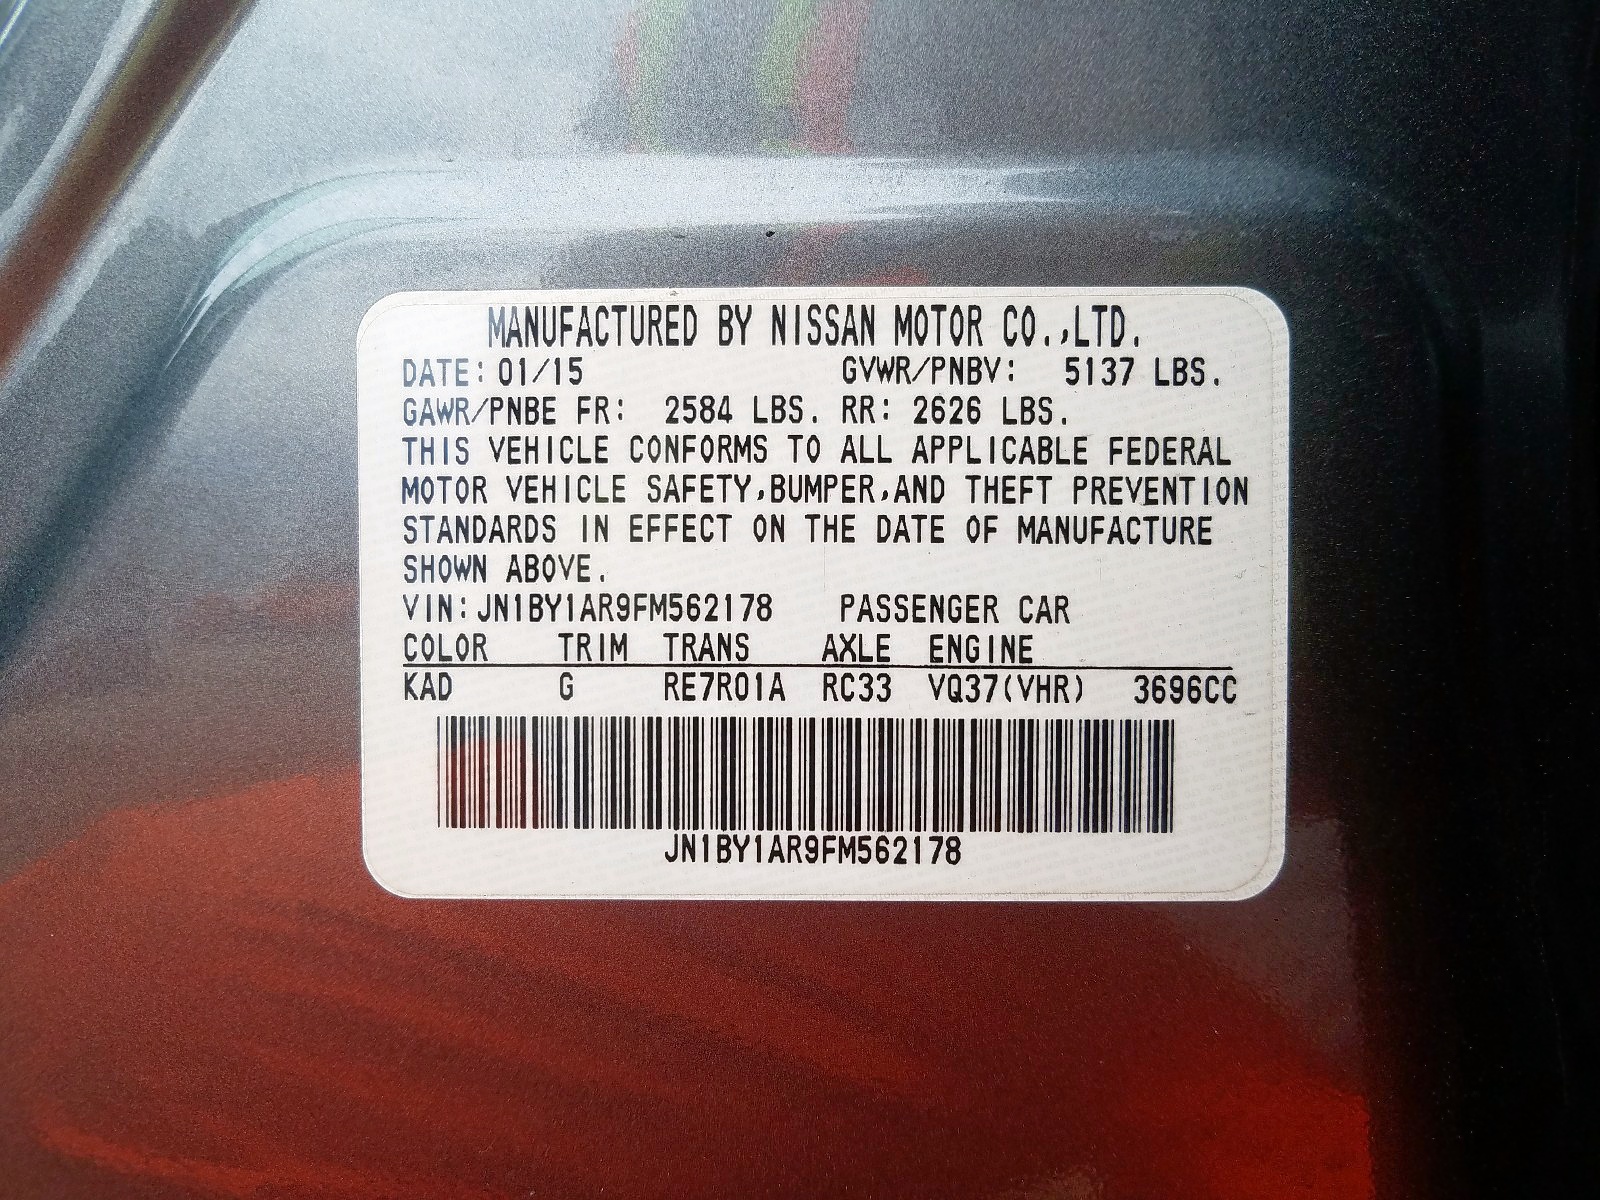 MANUFACTURED BY NISSAN MOTOR CO.,LTD.
DATE: 01/15 GVWR/PNBV: 5137 LBS.
GAWR/PNBE FR: 2584 LBS. RR: 2626 LBS.
THIS VEHICLE CONFORMS TO ALL APPLICABLE FEDERAL
MOTOR VEHICLE SAFETY,BUMPER,AND THEFT PREVENTION
STANDARDS IN EFFECT ON THE DATE OF MANUFACTURE
SHOWN ABOVE.
VIN: JN1BY1AR9FM562178 PASSENGER CAR
COLOR TRIM TRANS AXLE ENGINE
KAD G RE7R01A RC33 VQ37(VHR) 3696CC
JN1BY1AR9FM562178